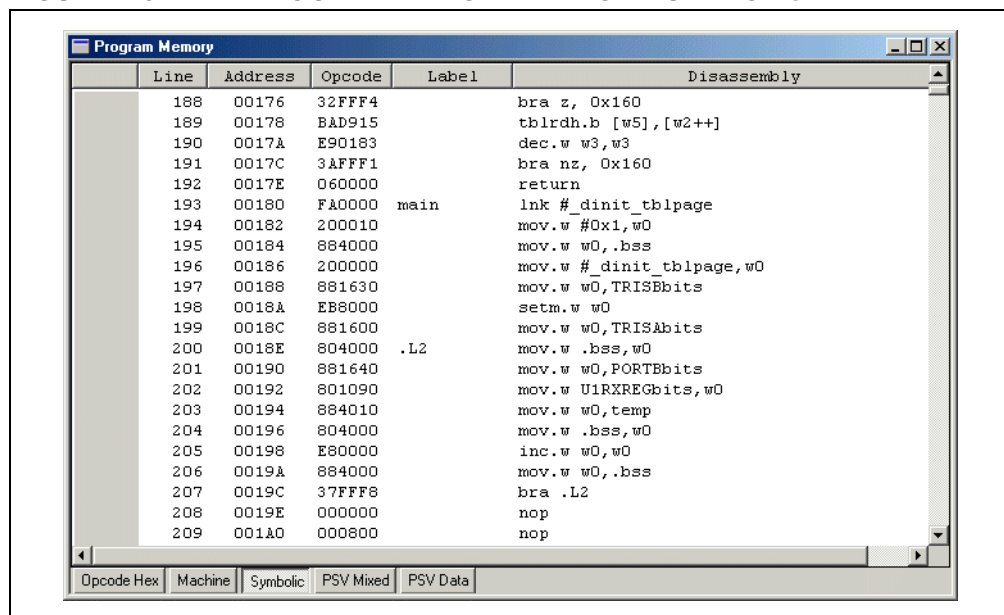 Program Memory
Line Address Opcode Label Disassembly
188 00176 32FFF4 bra z, 0x160
189 00178 BAD915 tblrdh.b [w5],[w2++]
190 0017A E90183 dec.w w3,w3
191 0017C 3AFFF1 bra nz, 0x160
192 0017E 060000 return
193 00180 FA0000 main lnk #_dinit_tblpage
194 00182 200010 mov.w #0x1,w0
195 00184 884000 mov.w w0,.bss
196 00186 200000 mov.w #_dinit_tblpage,w0
197 00188 881630 mov.w w0,TRISBbits
198 0018A EB8000 setm.w w0
199 0018C 881600 mov.w w0,TRISAbits
200 0018E 804000 .L2 mov.w .bss,w0
201 00190 881640 mov.w w0,PORTBbits
202 00192 801090 mov.w U1RXREGbits,w0
203 00194 884010 mov.w w0,temp
204 00196 804000 mov.w .bss,w0
205 00198 E80000 inc.w w0,w0
206 0019A 884000 mov.w w0,.bss
207 0019C 37FFF8 bra .L2
208 0019E 000000 nop
209 001A0 000800 nop
Opcode Hex Machine Symbolic PSV Mixed PSV Data